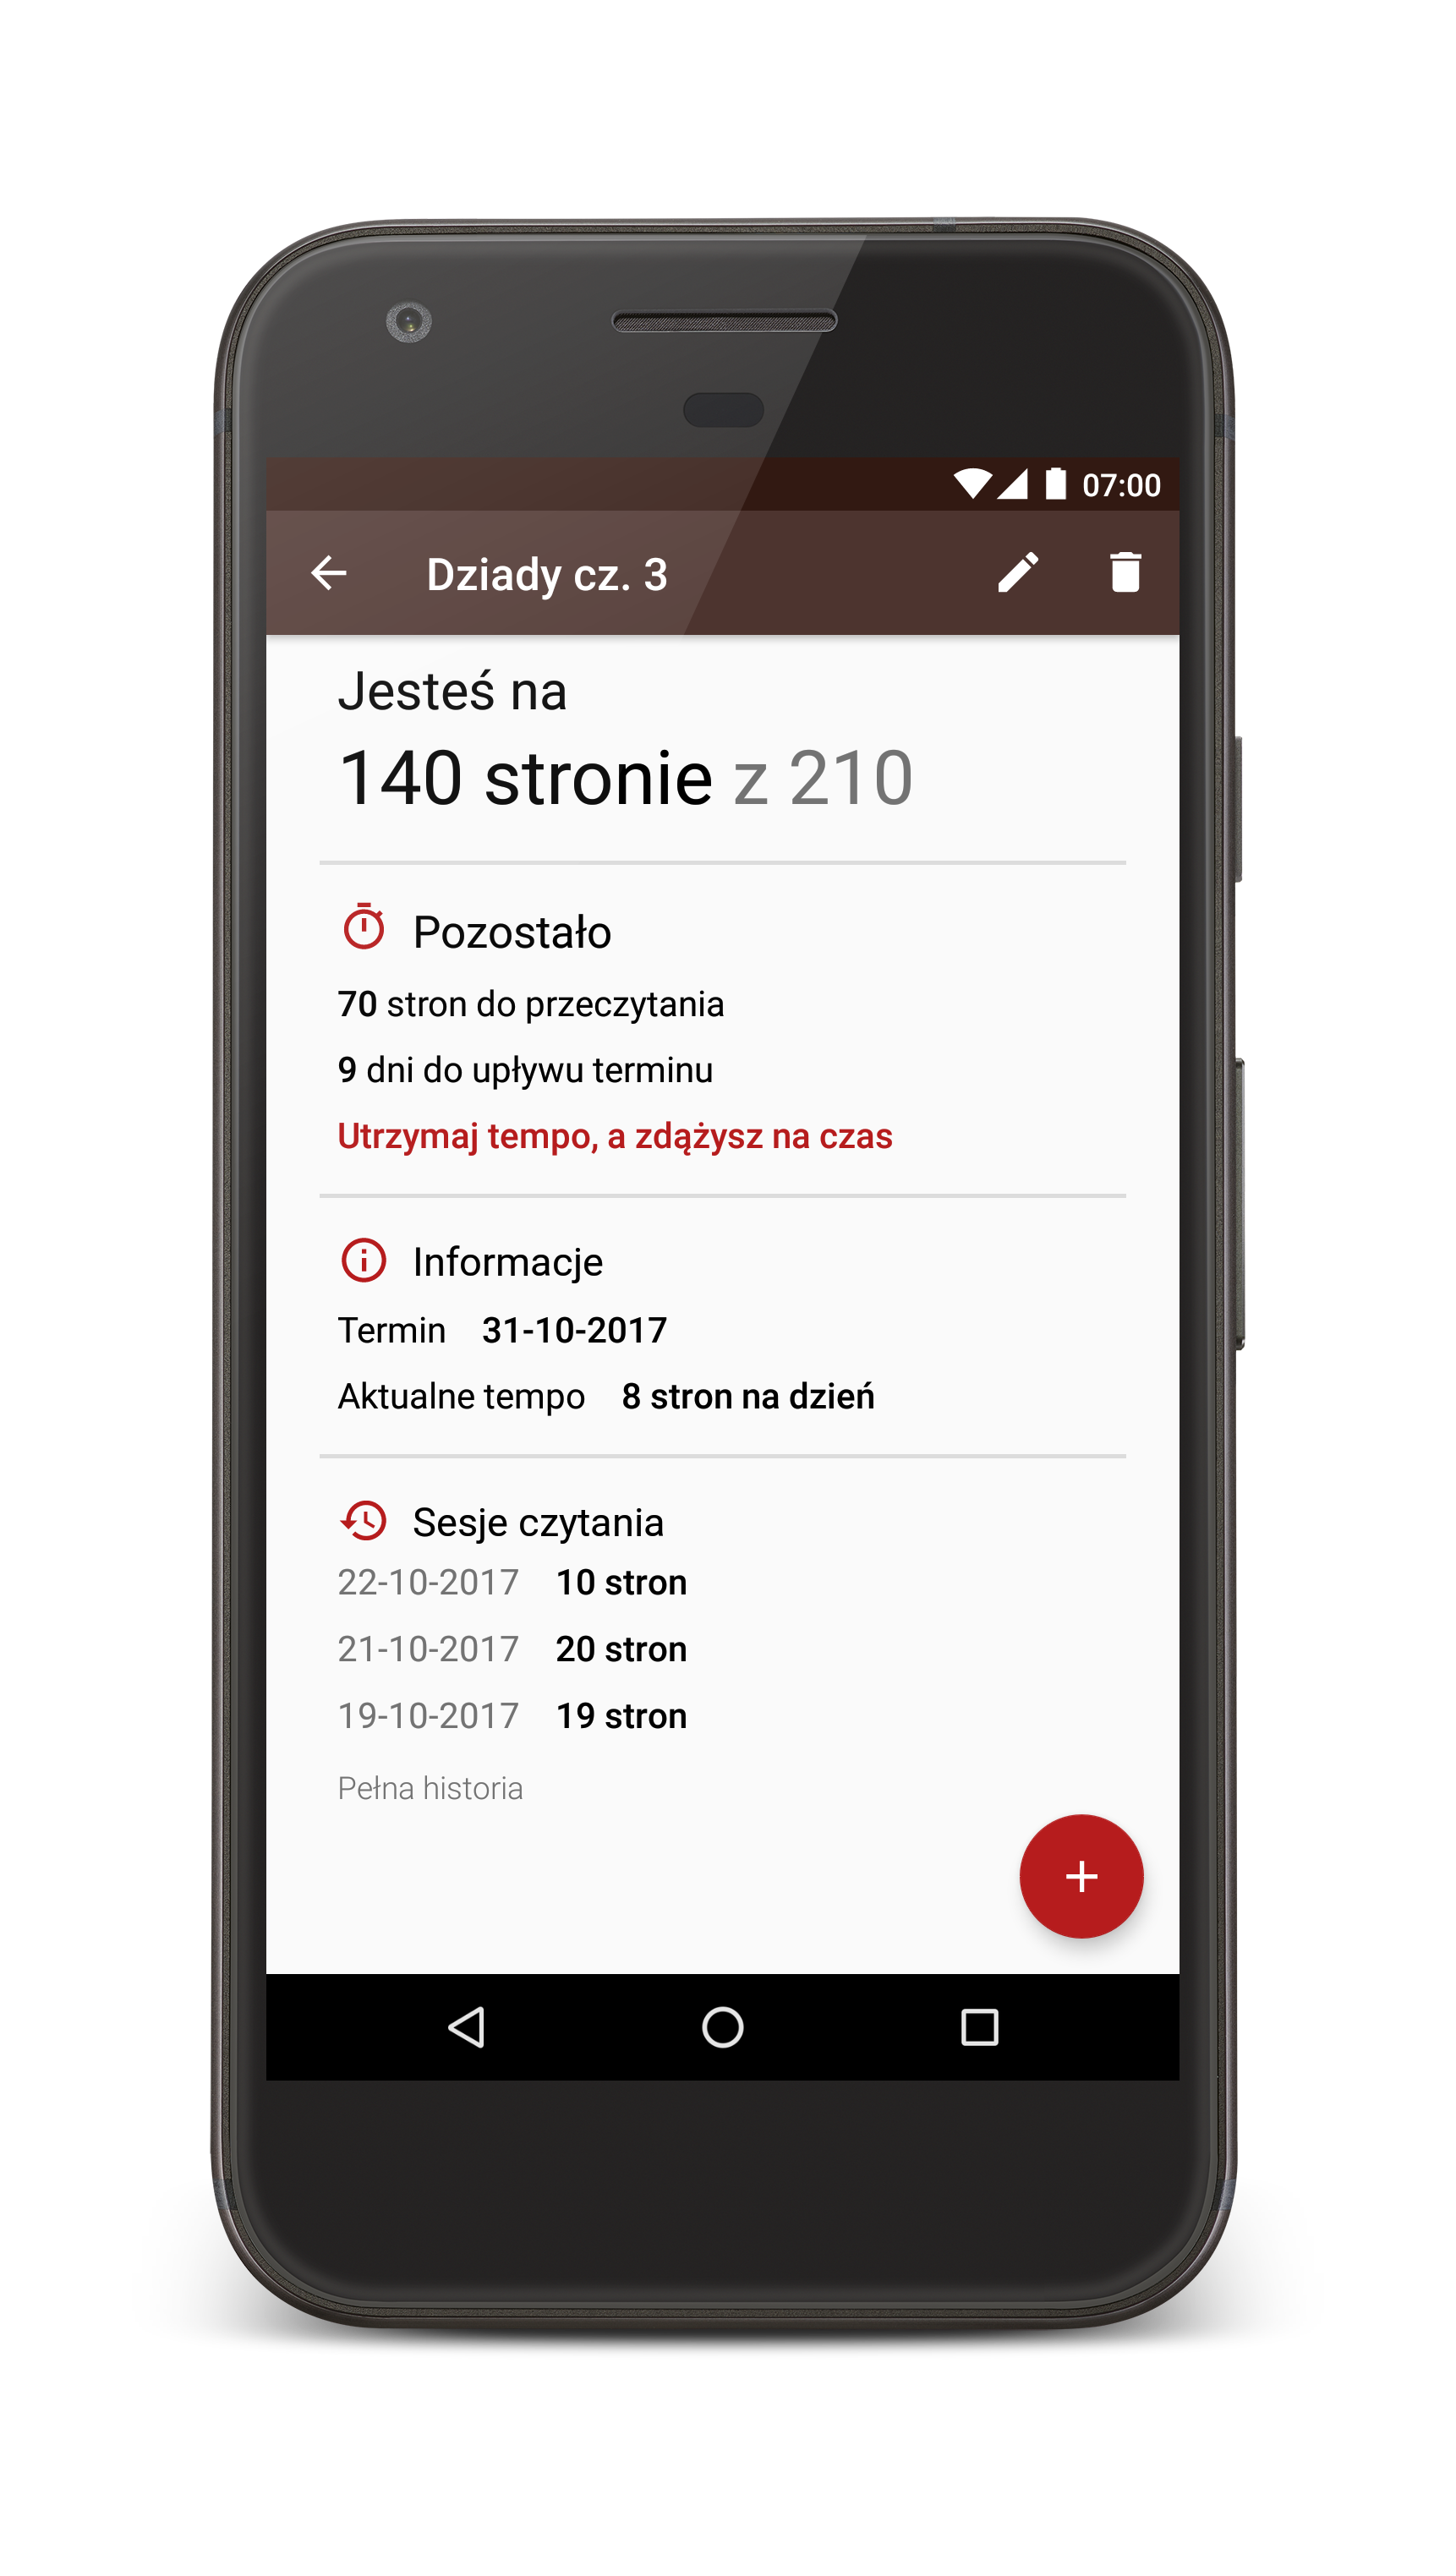 07:00
Dziady cz. 3
Jesteś na
140 stronie z 210
Pozostało
70 stron do przeczytania
9 dni do upływu terminu
Utrzymaj tempo, a zdążysz na czas
Informacje
Termin 31-10-2017
Aktualne tempo 8 stron na dzień
Sesje czytania
22-10-2017 10 stron
21-10-2017 20 stron
19-10-2017 19 stron
Pełna historia